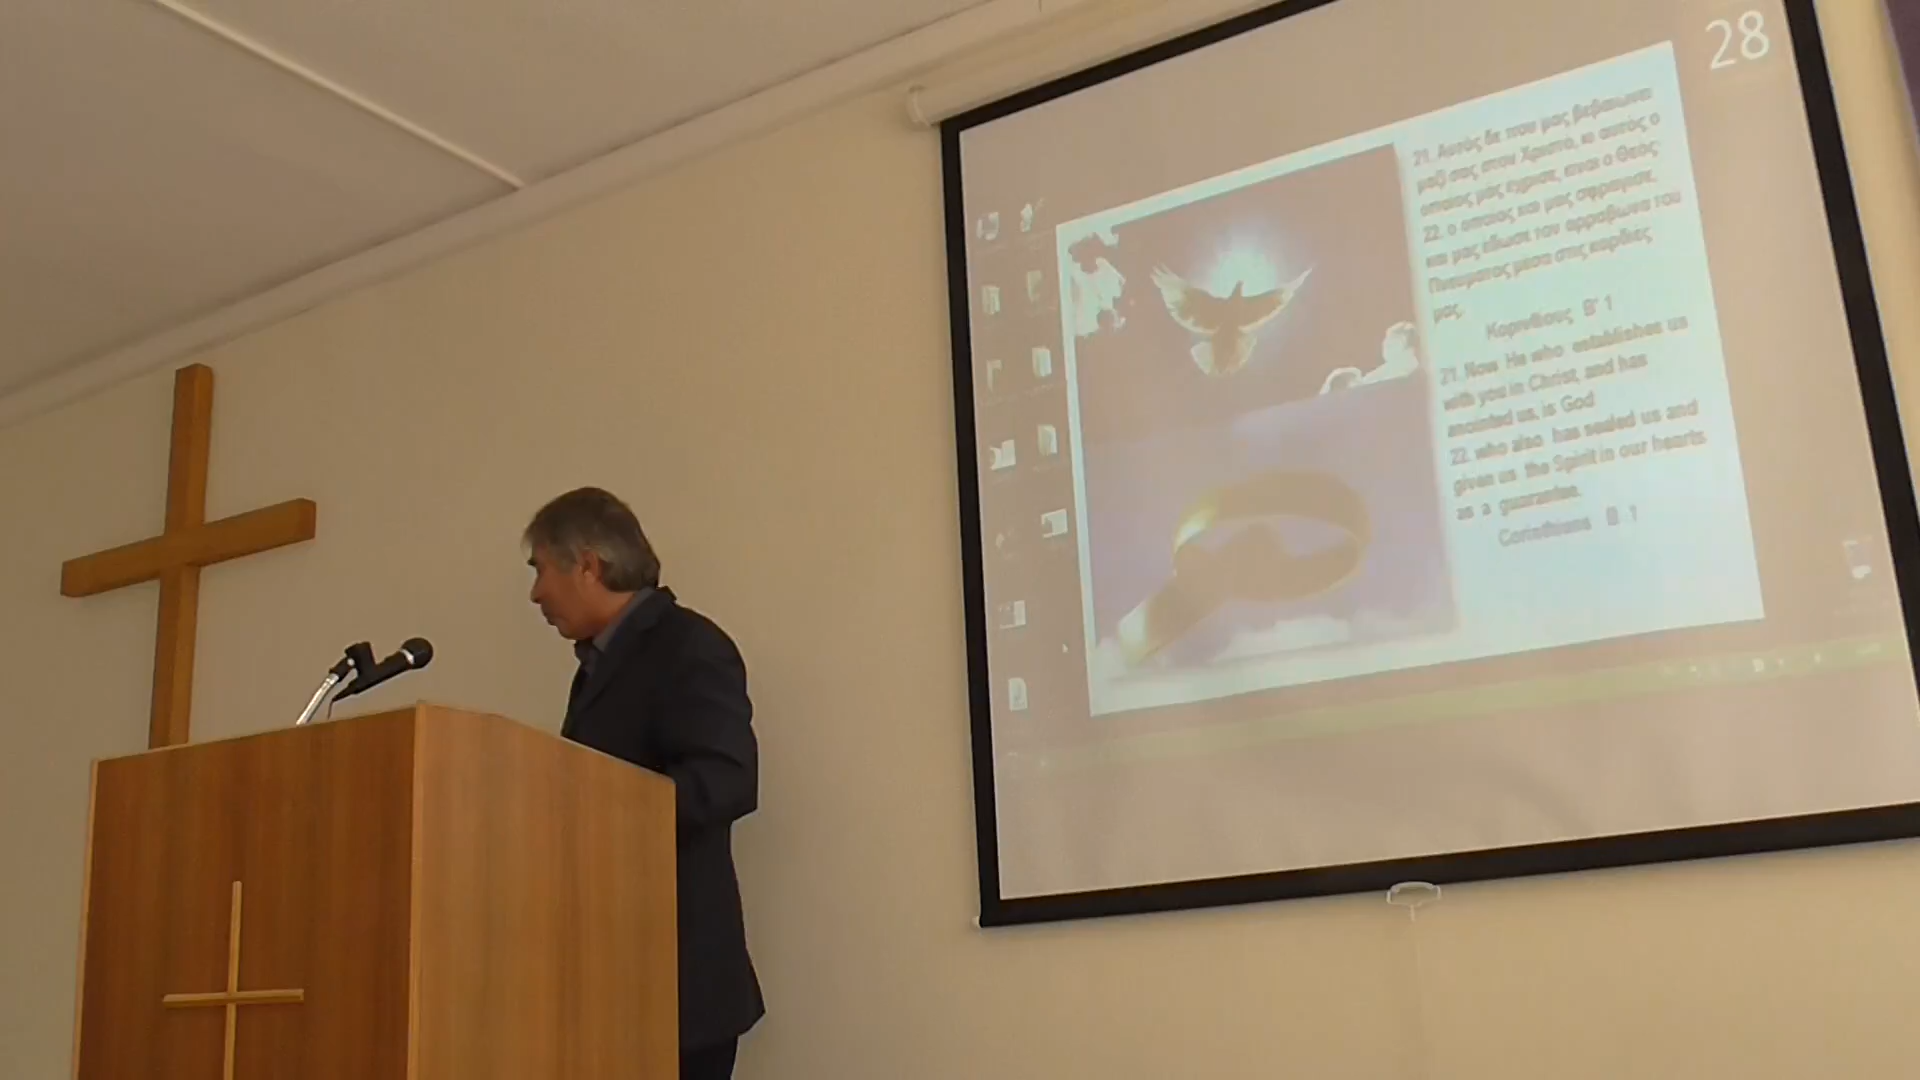 28
21. Αυτός δε που μας βεβαιώνει
μαζί σας στον Χριστό, κι αυτός ο
οποίος μάς έχρισε, είναι ο Θεός·
22. ο οποίος και μας σφράγισε,
και μας έδωσε τον αρραβώνα του
Πνεύματος μέσα στις καρδιές
μας.
Κορινθίους Β' 1
21. Now He who establishes us
with you in Christ, and has
anointed us, is God
22. who also has sealed us and
given us the Spirit in our hearts
as a guarantee.
Corinthians B 1